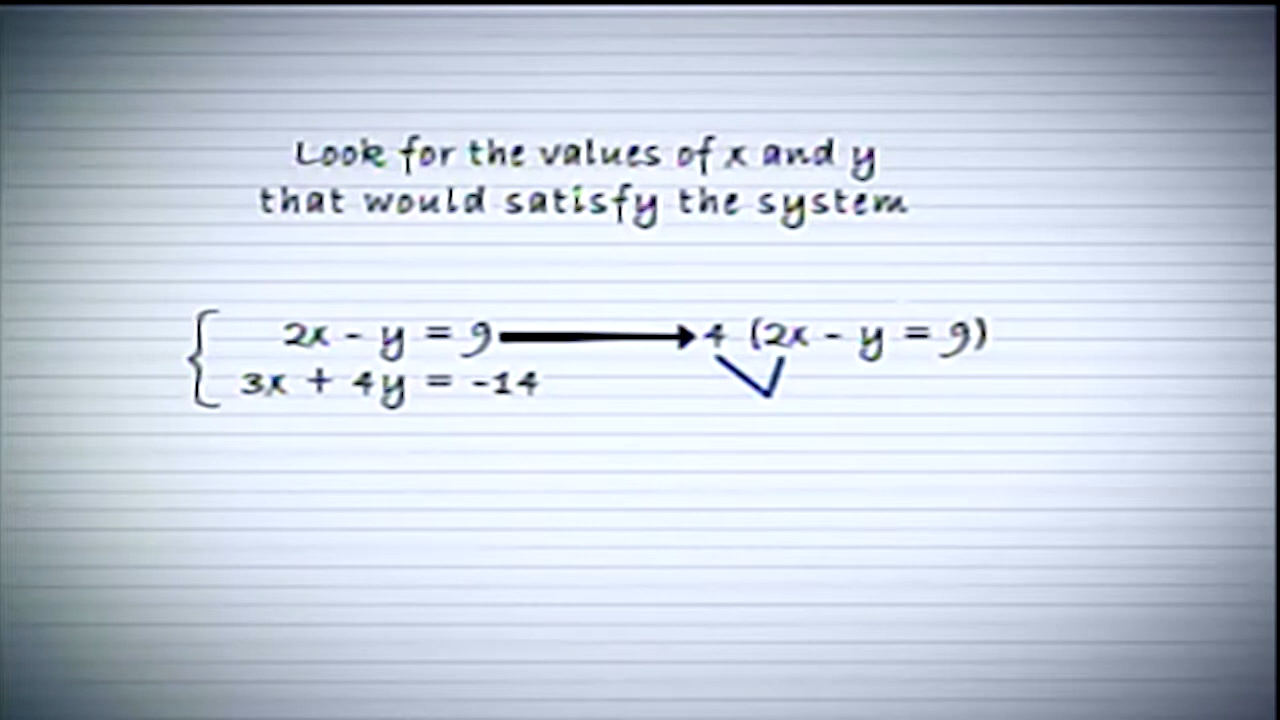 Look for the values of x and y
that would satisfy the system
2x - y = 9 → 4 (2x - y = 9)
3x + 4y = -14